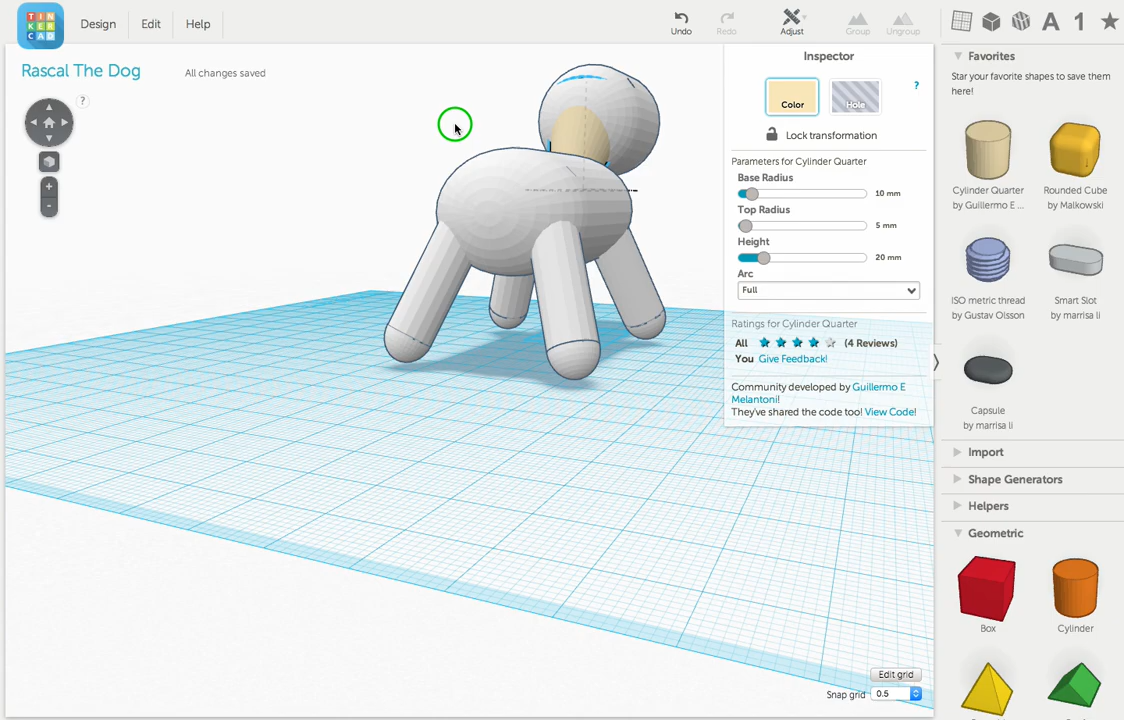 TIN
KER
CAD
Design
Edit
Help
Undo
Redo
Adjust
Group
Ungroup
A
1
Rascal The Dog
All changes saved
?
+
-
Inspector
Color
Hole
?
Lock transformation
Parameters for Cylinder Quarter
Base Radius
10 mm
Top Radius
5 mm
Height
20 mm
Arc
Full
Ratings for Cylinder Quarter
All
(4 Reviews)
You Give Feedback!
Community developed by Guillermo E
Melantoni!
They've shared the code too! View Code!
Edit grid
Snap grid
0.5
Favorites
Star your favorite shapes to save them
here!
Cylinder Quarter
by Guillermo E ...
Rounded Cube
by Malkowski
ISO metric thread
by Gustav Olsson
Smart Slot
by marrisa li
Capsule
by marrisa li
Import
Shape Generators
Helpers
Geometric
Box
Cylinder